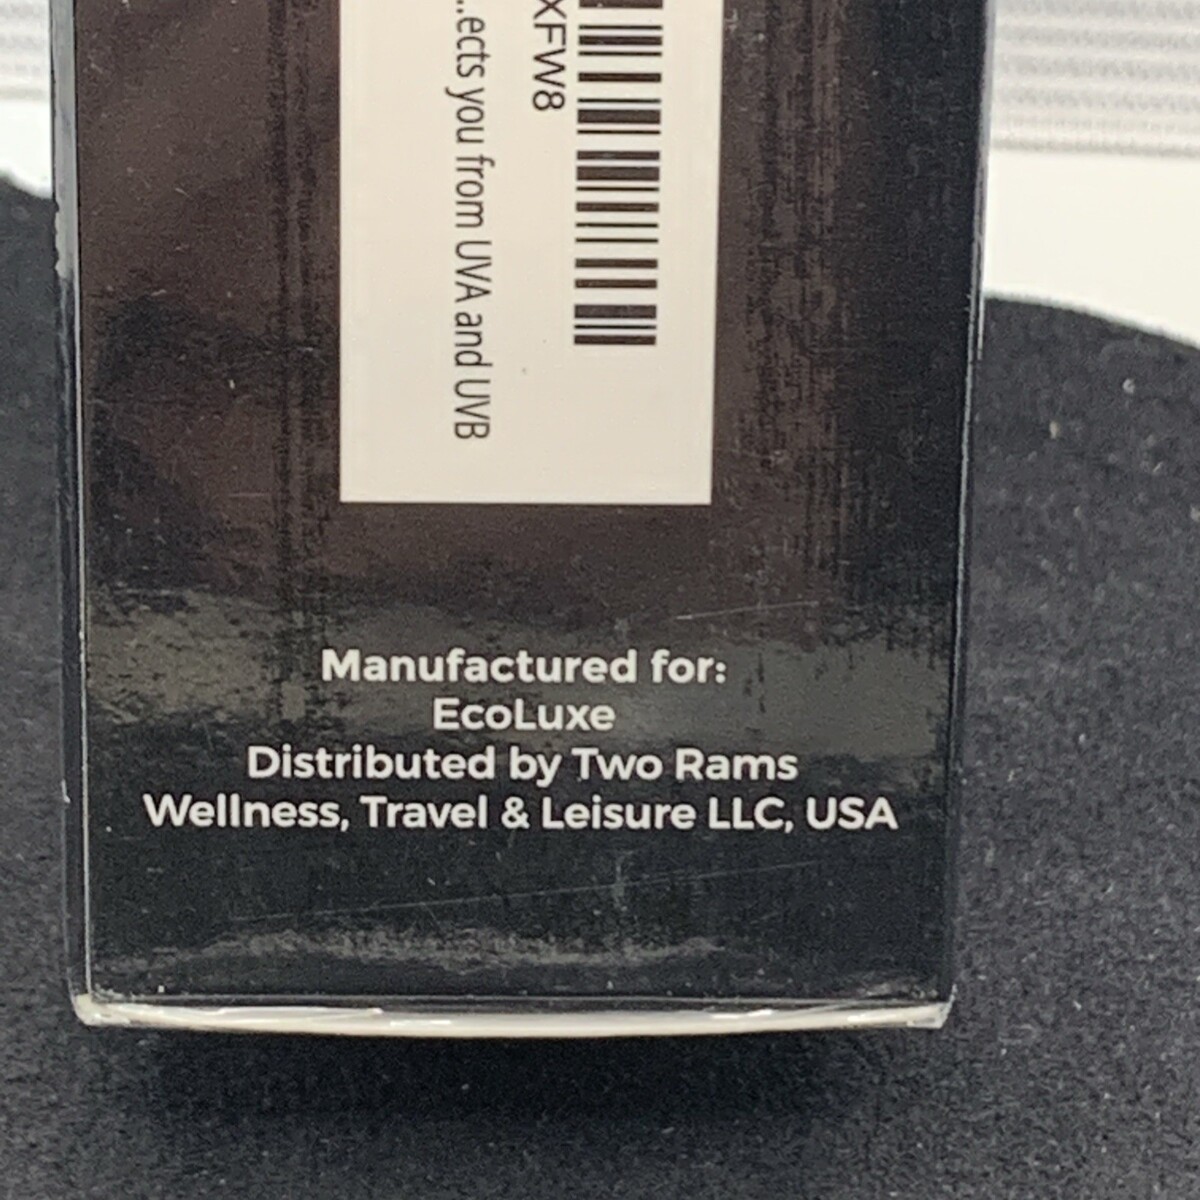 XFW8
...ects you from UVA and UVB
Manufactured for:
EcoLuxe
Distributed by Two Rams
Wellness, Travel & Leisure LLC, USA